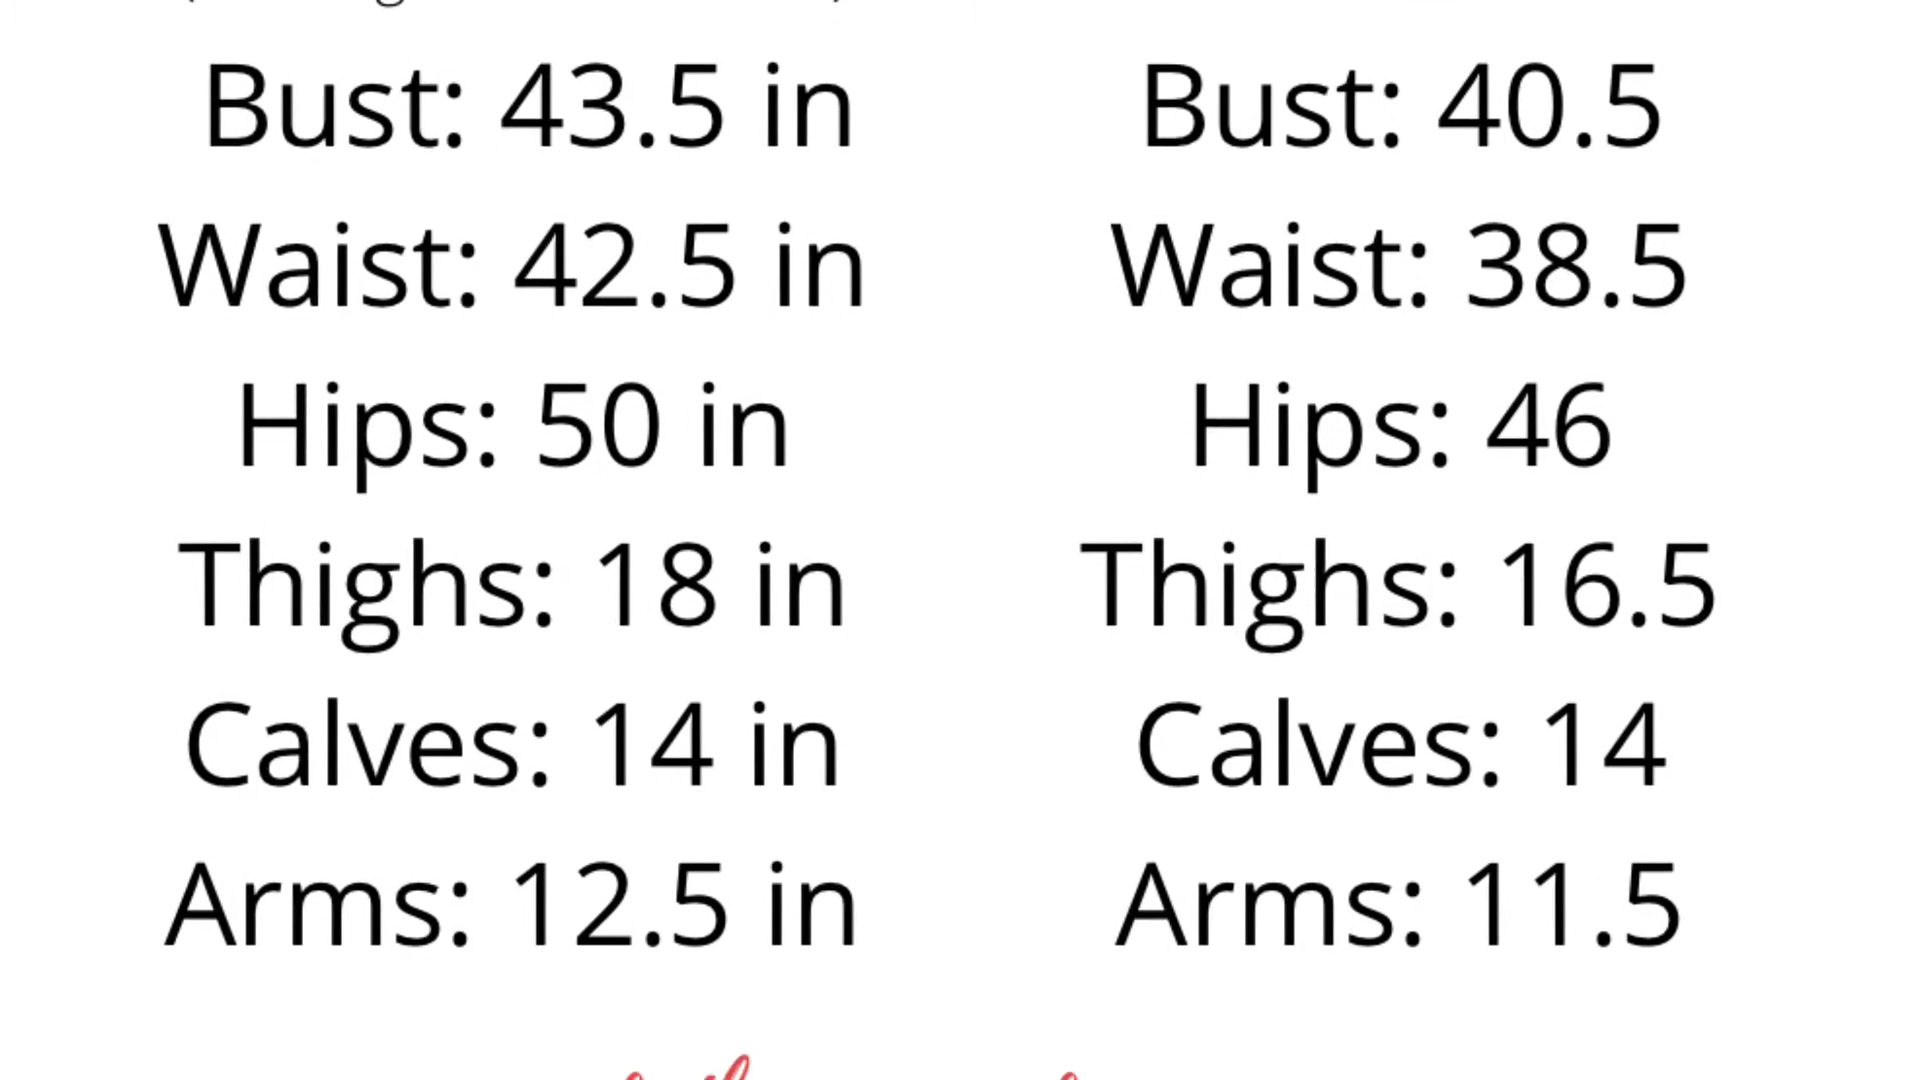 Bust: 43.5 in
Waist: 42.5 in
Hips: 50 in
Thighs: 18 in
Calves: 14 in
Arms: 12.5 in
Bust: 40.5
Waist: 38.5
Hips: 46
Thighs: 16.5
Calves: 14
Arms: 11.5